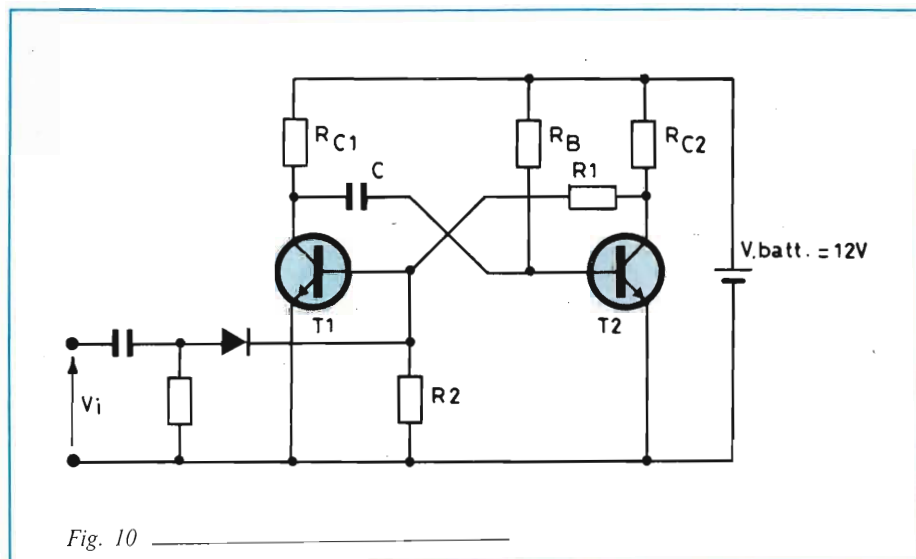 R C1
C
R B
R1
R C2
V.batt. = 12V
T1
T2
Vi
R2
Fig. 10